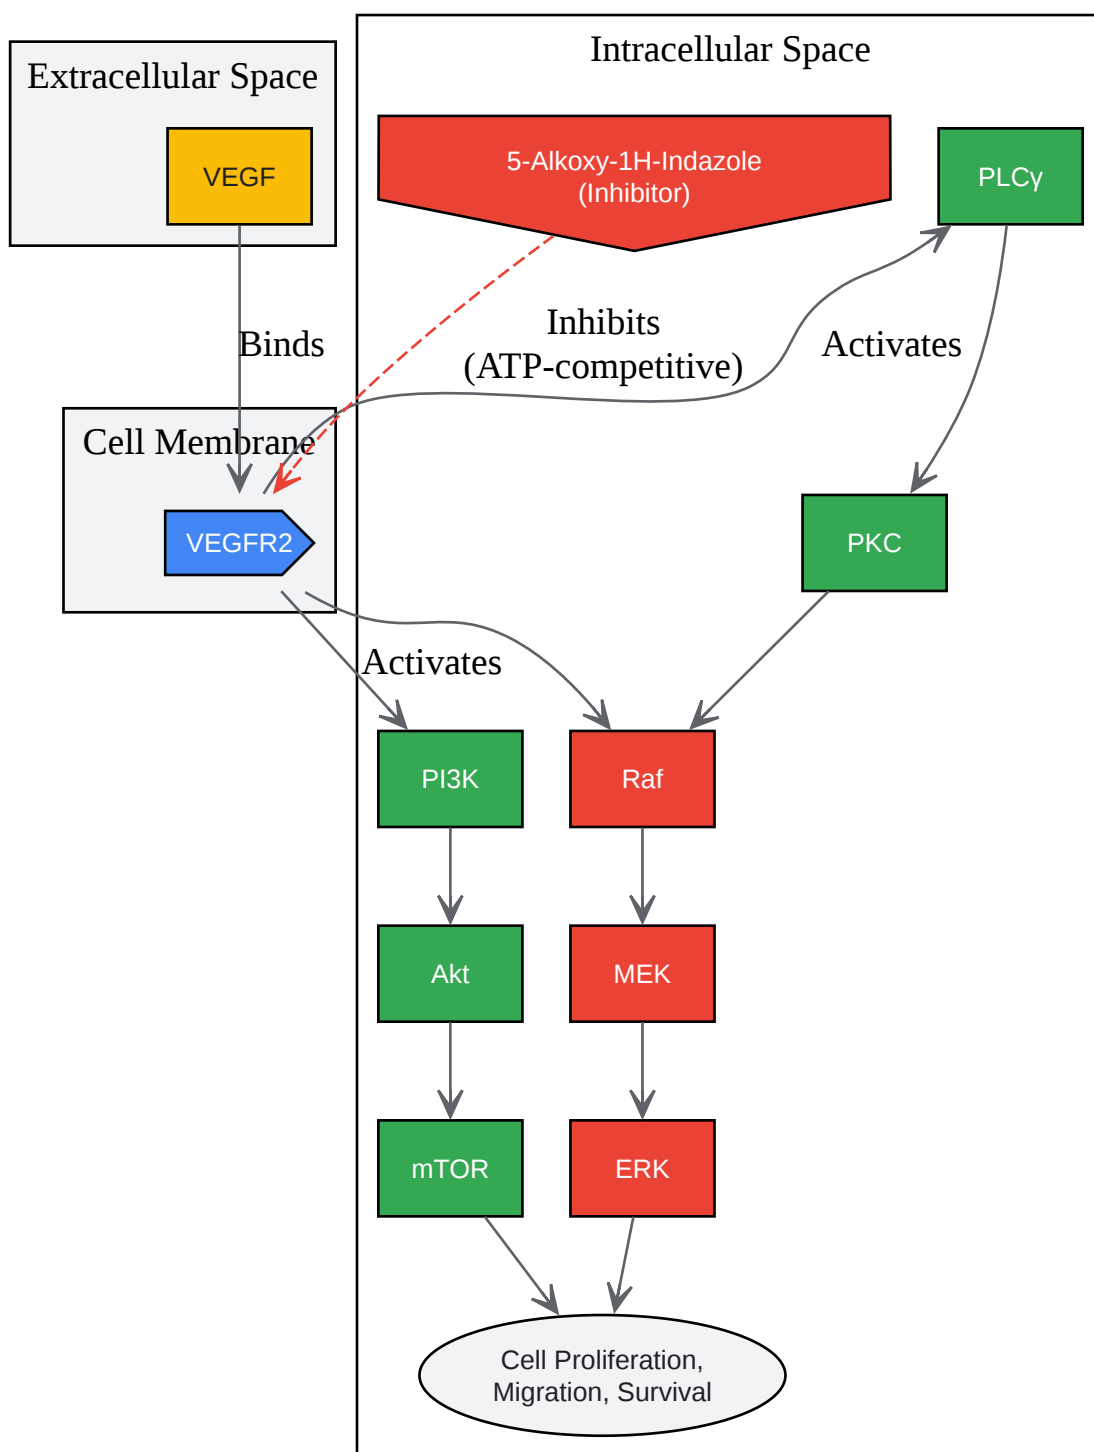 Intracellular Space
Extracellular Space
VEGF
5-Alkoxy-1H-Indazole
(Inhibitor)
PLCγ
Binds
Inhibits
(ATP-competitive)
Activates
Cell Membrane
VEGFR2
PKC
Activates
PI3K
Raf
Akt
MEK
mTOR
ERK
Cell Proliferation,
Migration, Survival